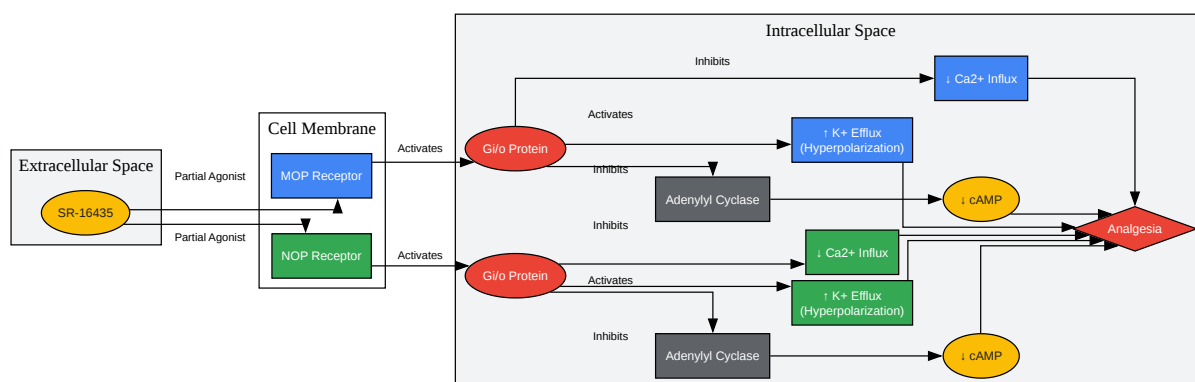 Intracellular Space
Inhibits
↓ Ca2+ Influx
Cell Membrane
Activates
↑ K+ Efflux
(Hyperpolarization)
Extracellular Space
Partial Agonist
MOP Receptor
Activates
Gi/o Protein
Inhibits
Adenylyl Cyclase
↓ cAMP
SR-16435
Partial Agonist
NOP Receptor
Activates
Inhibits
Analgesia
Gi/o Protein
↓ Ca2+ Influx
Activates
↑ K+ Efflux
(Hyperpolarization)
Inhibits
Adenylyl Cyclase
↓ cAMP